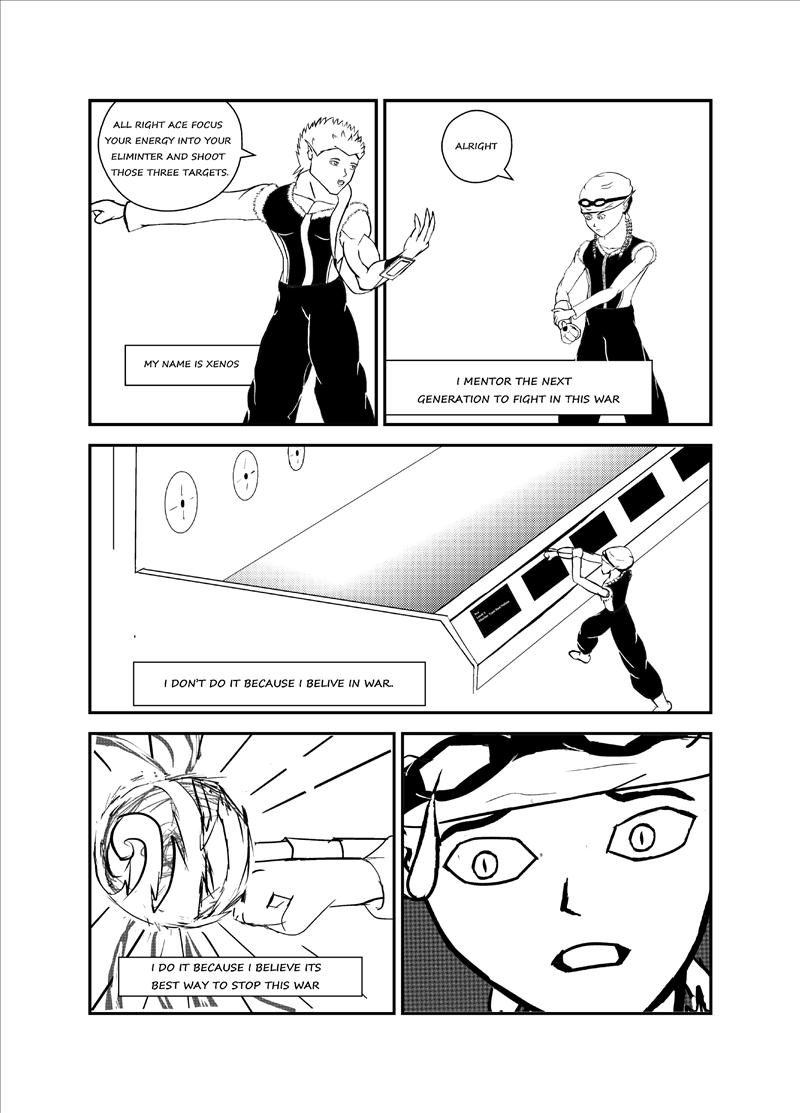 ALL RIGHT ACE FOCUS
YOUR ENERGY INTO YOUR
ELIMINTER AND SHOOT
THOSE THREE TARGETS.
ALRIGHT
MY NAME IS XENOS
I MENTOR THE NEXT
GENERATION TO FIGHT IN THIS WAR
I DON'T DO IT BECAUSE I BELIVE IN WAR.
I DO IT BECAUSE I BELIEVE ITS
BEST WAY TO STOP THIS WAR